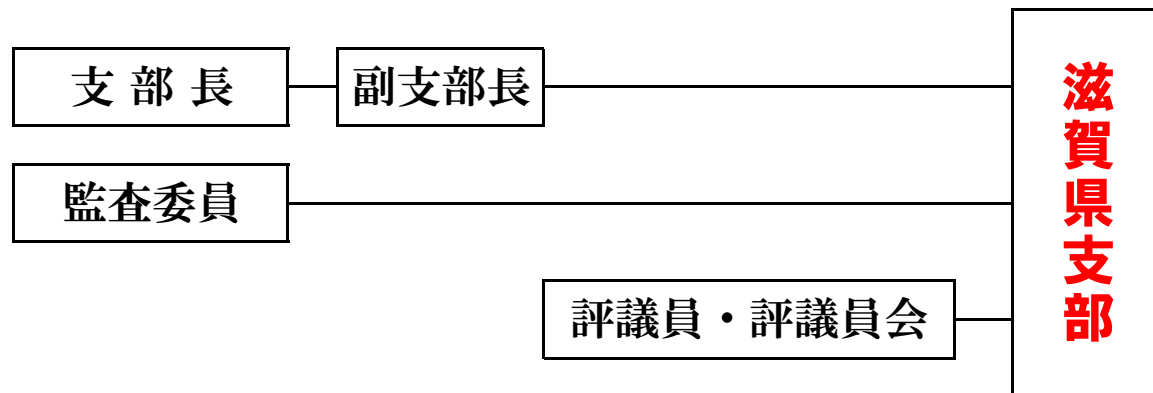 支 部 長
副支部長
監査委員
評議員・評議員会
滋賀県支部